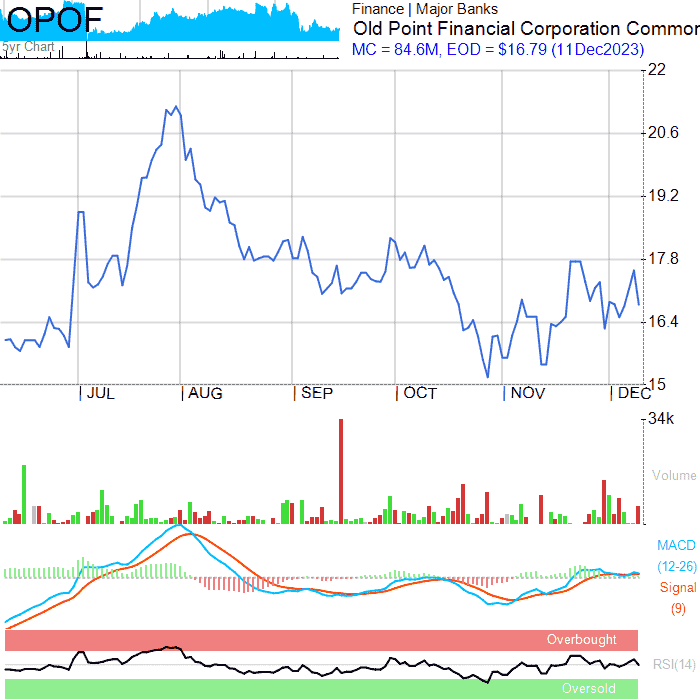 OPOF
5yr Chart
Finance | Major Banks
Old Point Financial Corporation Common
MC = 84.6M, EOD = $16.79 (11Dec2023)
22
20.6
19.2
17.8
16.4
15
JUL AUG SEP OCT NOV DEC
34k
Volume
MACD
(12-26)
Signal
(9)
Overbought
RSI(14)
Oversold